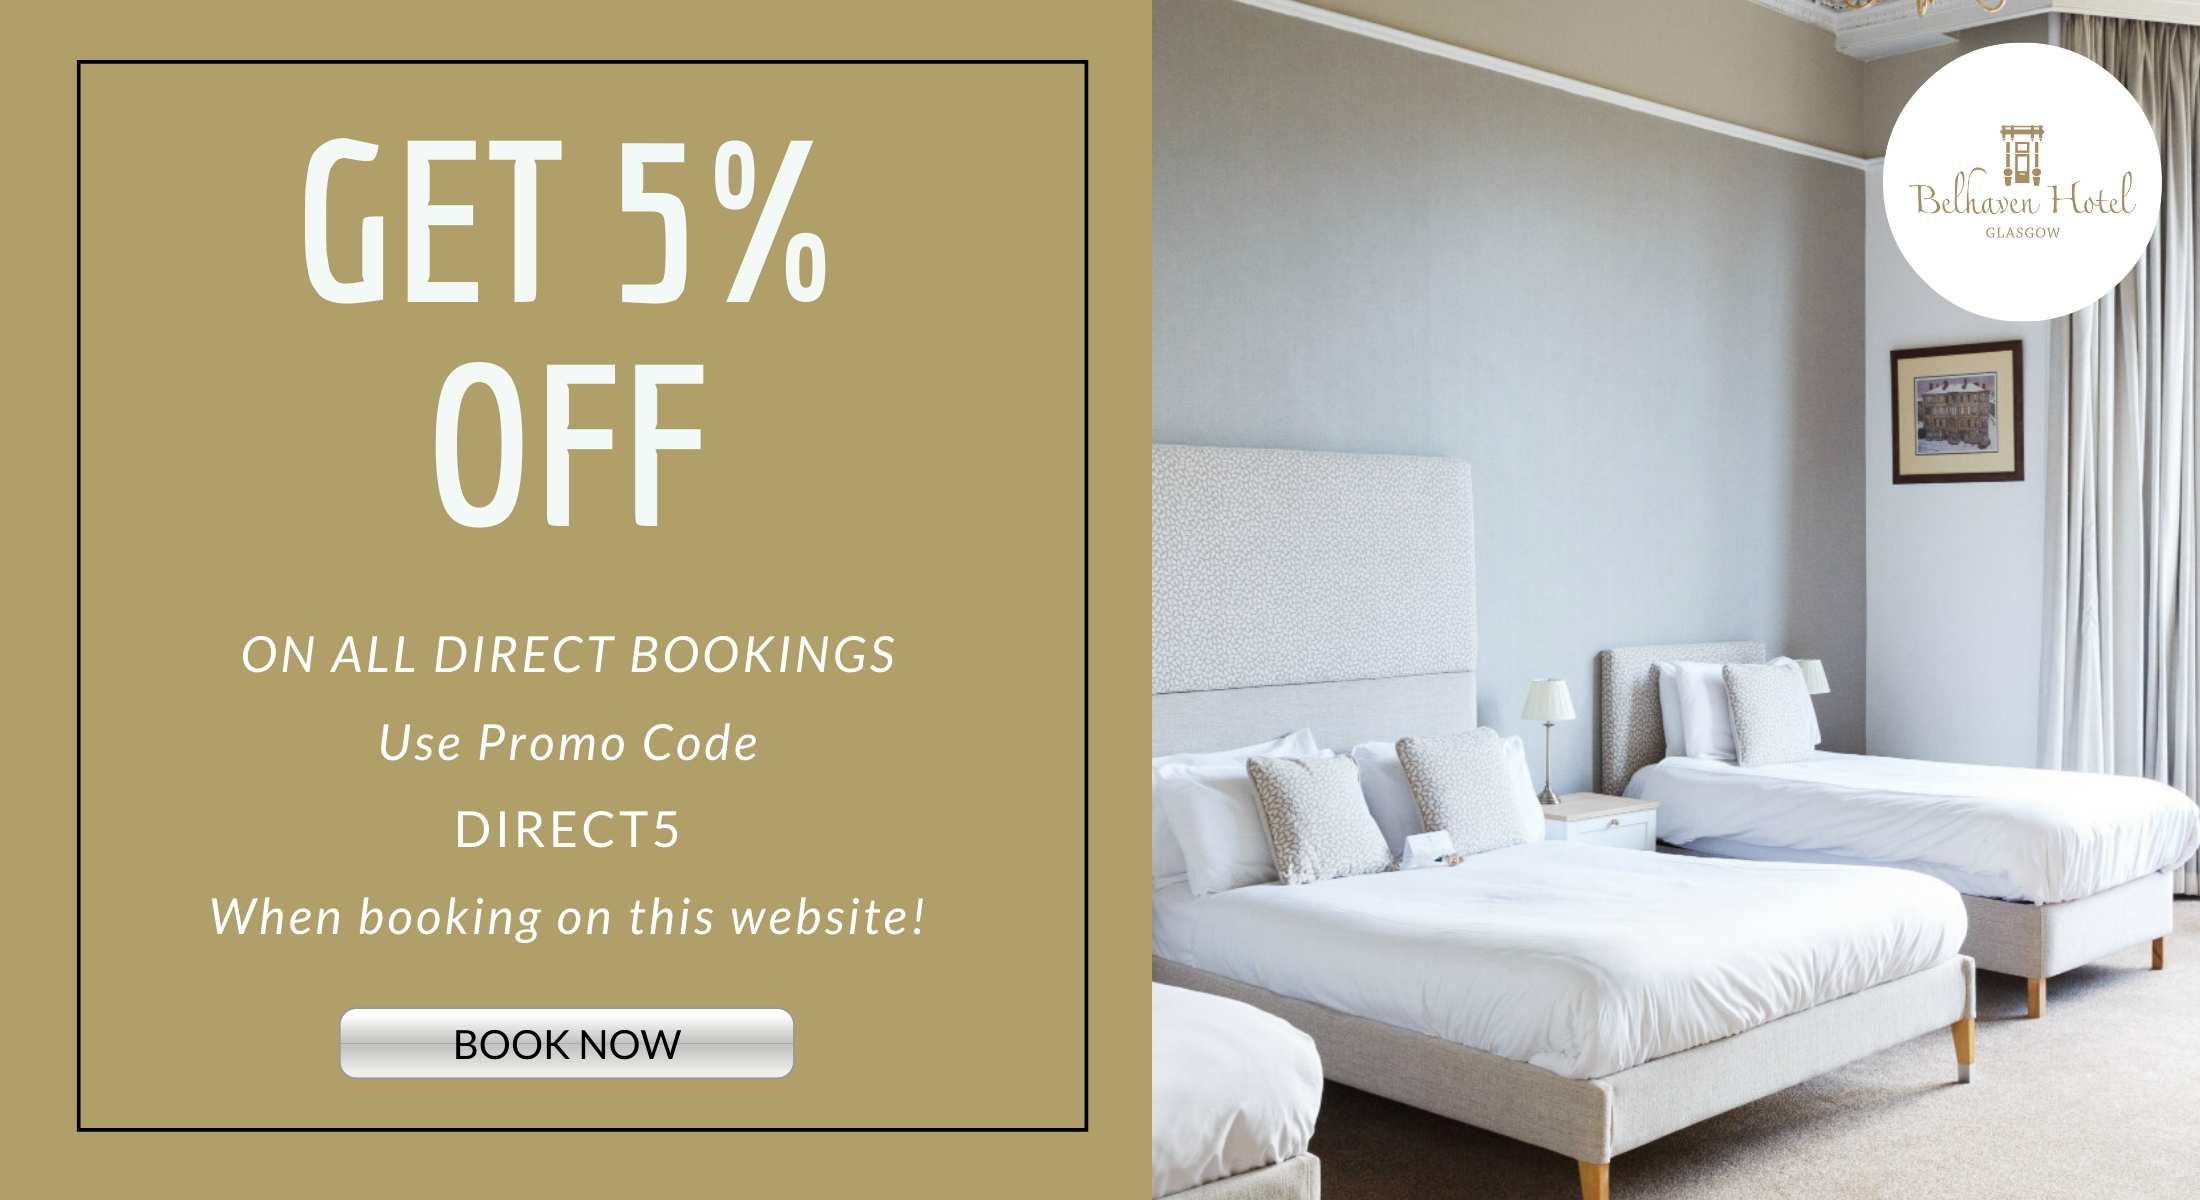 GET 5%
OFF
ON ALL DIRECT BOOKINGS
Use Promo Code
DIRECT5
When booking on this website!
BOOK NOW
Belhaven Hotel
GLASGOW